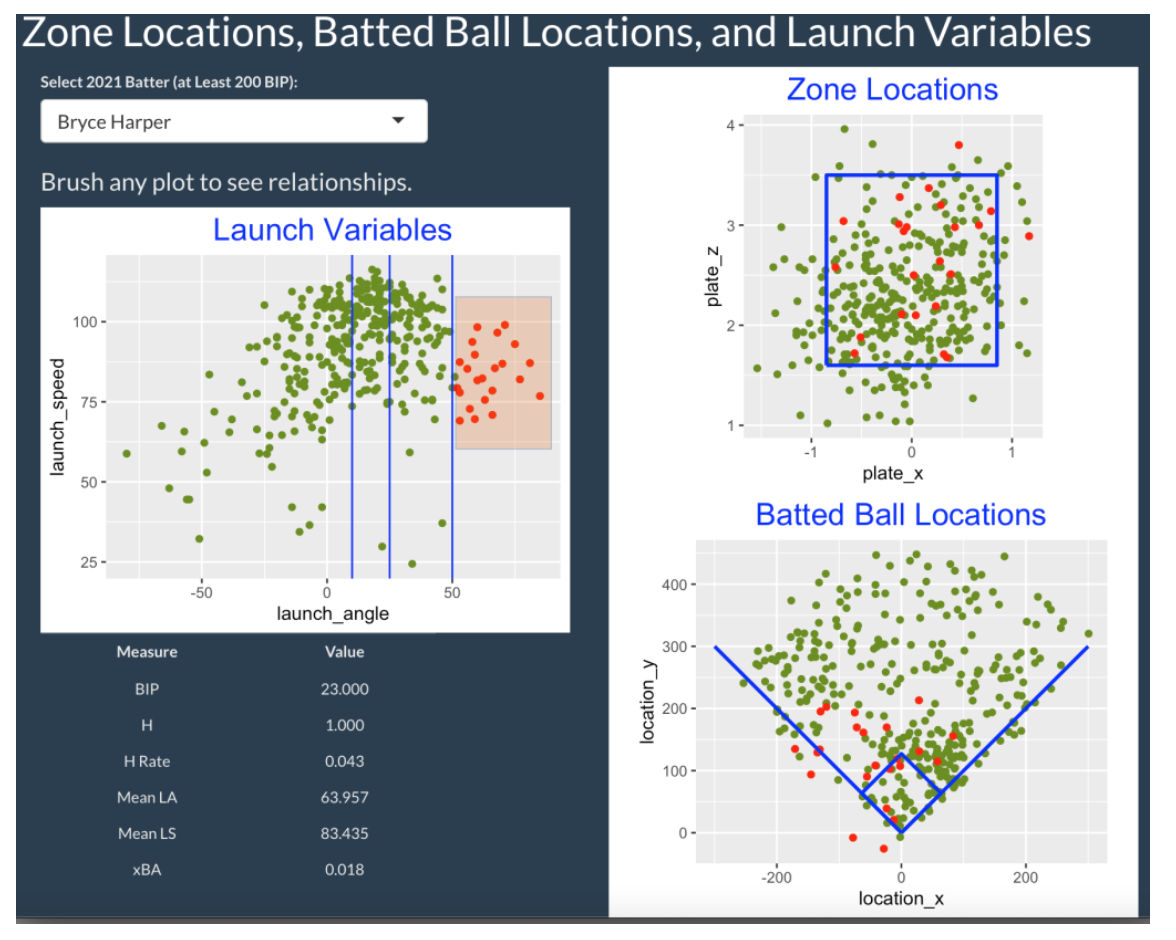 Zone Locations, Batted Ball Locations, and Launch Variables
Select 2021 Batter (at Least 200 BIP):
Bryce Harper
Brush any plot to see relationships.
Launch Variables
launch_speed
100
75
50
25
-50 0 50
launch_angle
Measure Value
BIP 23.000
H 1.000
H Rate 0.043
Mean LA 63.957
Mean LS 83.435
xBA 0.018
Zone Locations
plate_z
4
3
2
1
-1 0 1
plate_x
Batted Ball Locations
location_y
400
300
200
100
0
-200 0 200
location_x